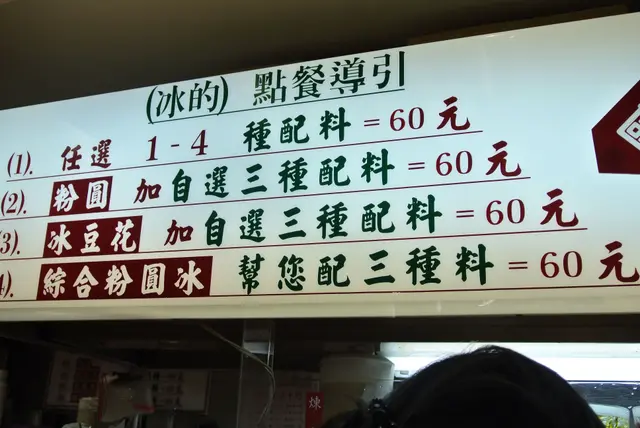 (冰的) 點餐導引
(1). 任選 1-4 種配料 = 60 元
(2). 粉圓 加自選三種配料 = 60 元
3). 冰豆花 加自選三種配料 = 60 元
4). 綜合粉圓冰 幫您配三種料 = 60 元
煉